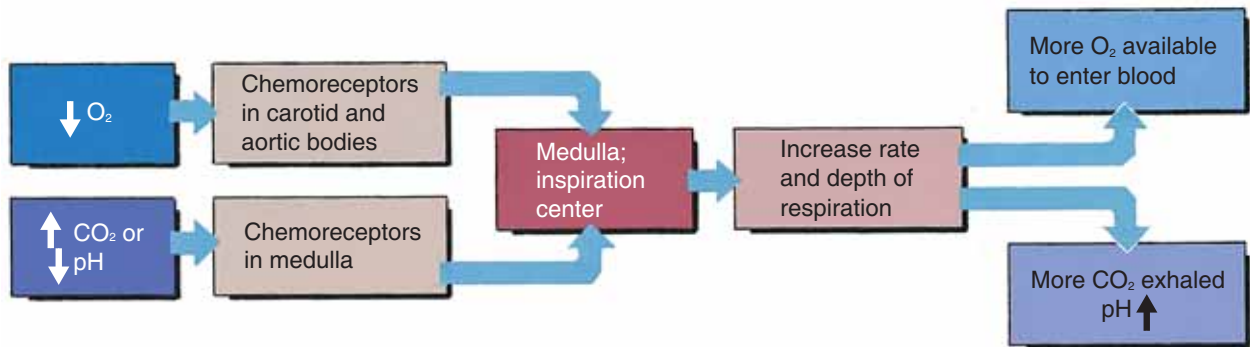 ↓ O₂
Chemoreceptors
in carotid and
aortic bodies
↑ CO₂ or
↓ pH
Chemoreceptors
in medulla
Medulla;
inspiration
center
Increase rate
and depth of
respiration
More O₂ available
to enter blood
More CO₂ exhaled
pH ↑